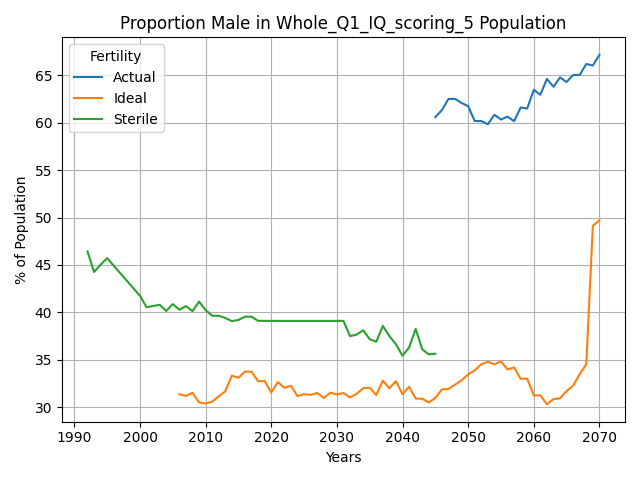 Proportion Male in Whole_Q1_IQ_scoring_5 Population
Fertility
Actual
Ideal
Sterile
% of Population
65
60
55
50
45
40
35
30
1990
2000
2010
2020
2030
2040
2050
2060
2070
Years